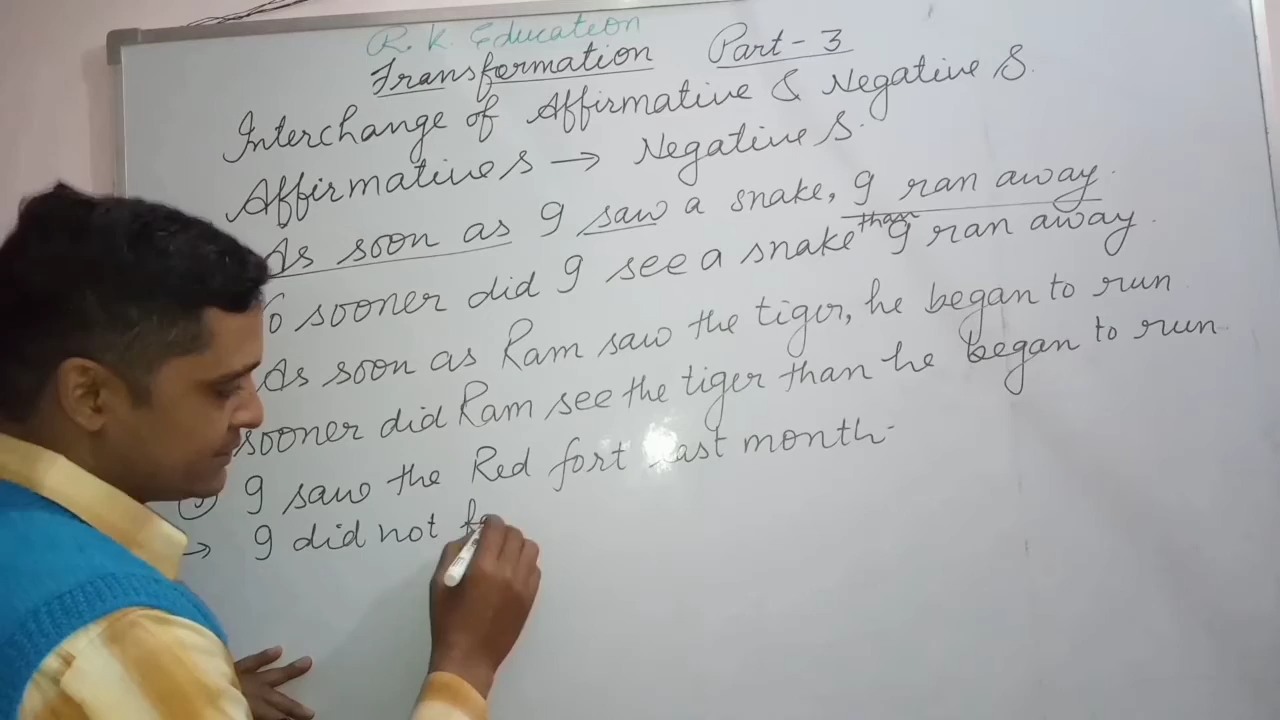 R. K. Education
Transformation Part - 3
Interchange of Affirmative & Negative S.
Affirmative s → Negative S.
As soon as I saw a snake, I ran away.
sooner did I see a snake than I ran away.
As soon as Ram saw the tiger, he began to run
sooner did Ram see the tiger than he began to run
I saw the Red fort last month.
→ I did not